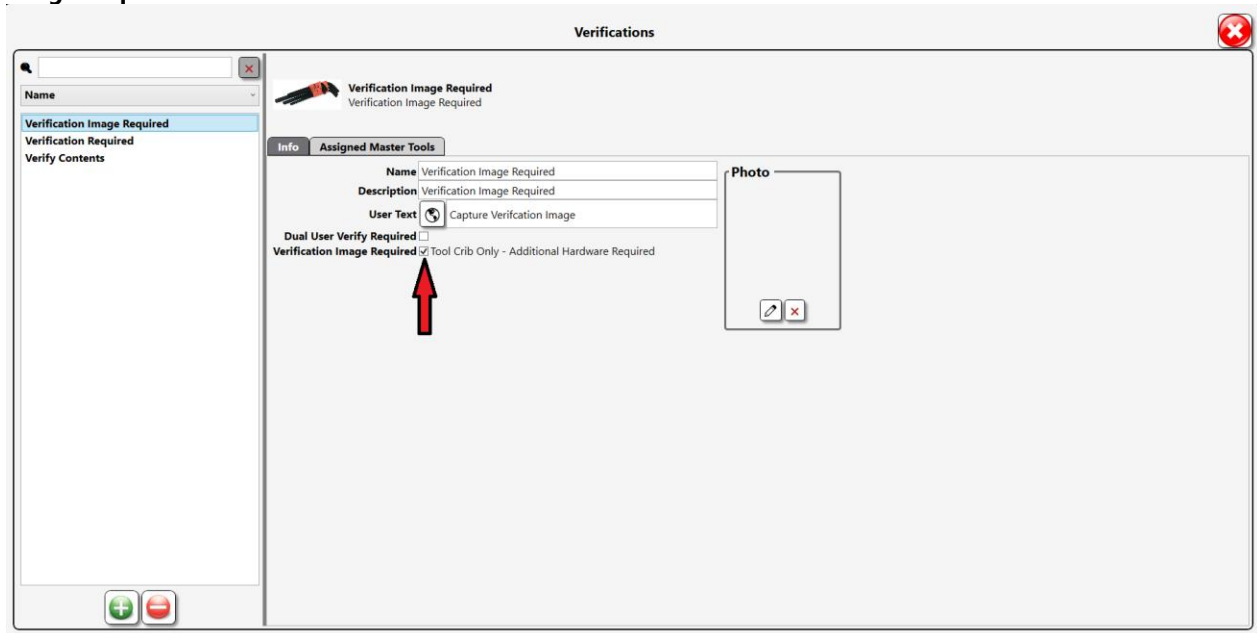 Verifications
Name
Verification Image Required
Verification Required
Verify Contents
Verification Image Required
Verification Image Required
Info Assigned Master Tools
Name Verification Image Required
Description Verification Image Required
User Text Capture Verifcation Image
Dual User Verify Required
Verification Image Required Tool Crib Only - Additional Hardware Required
Photo